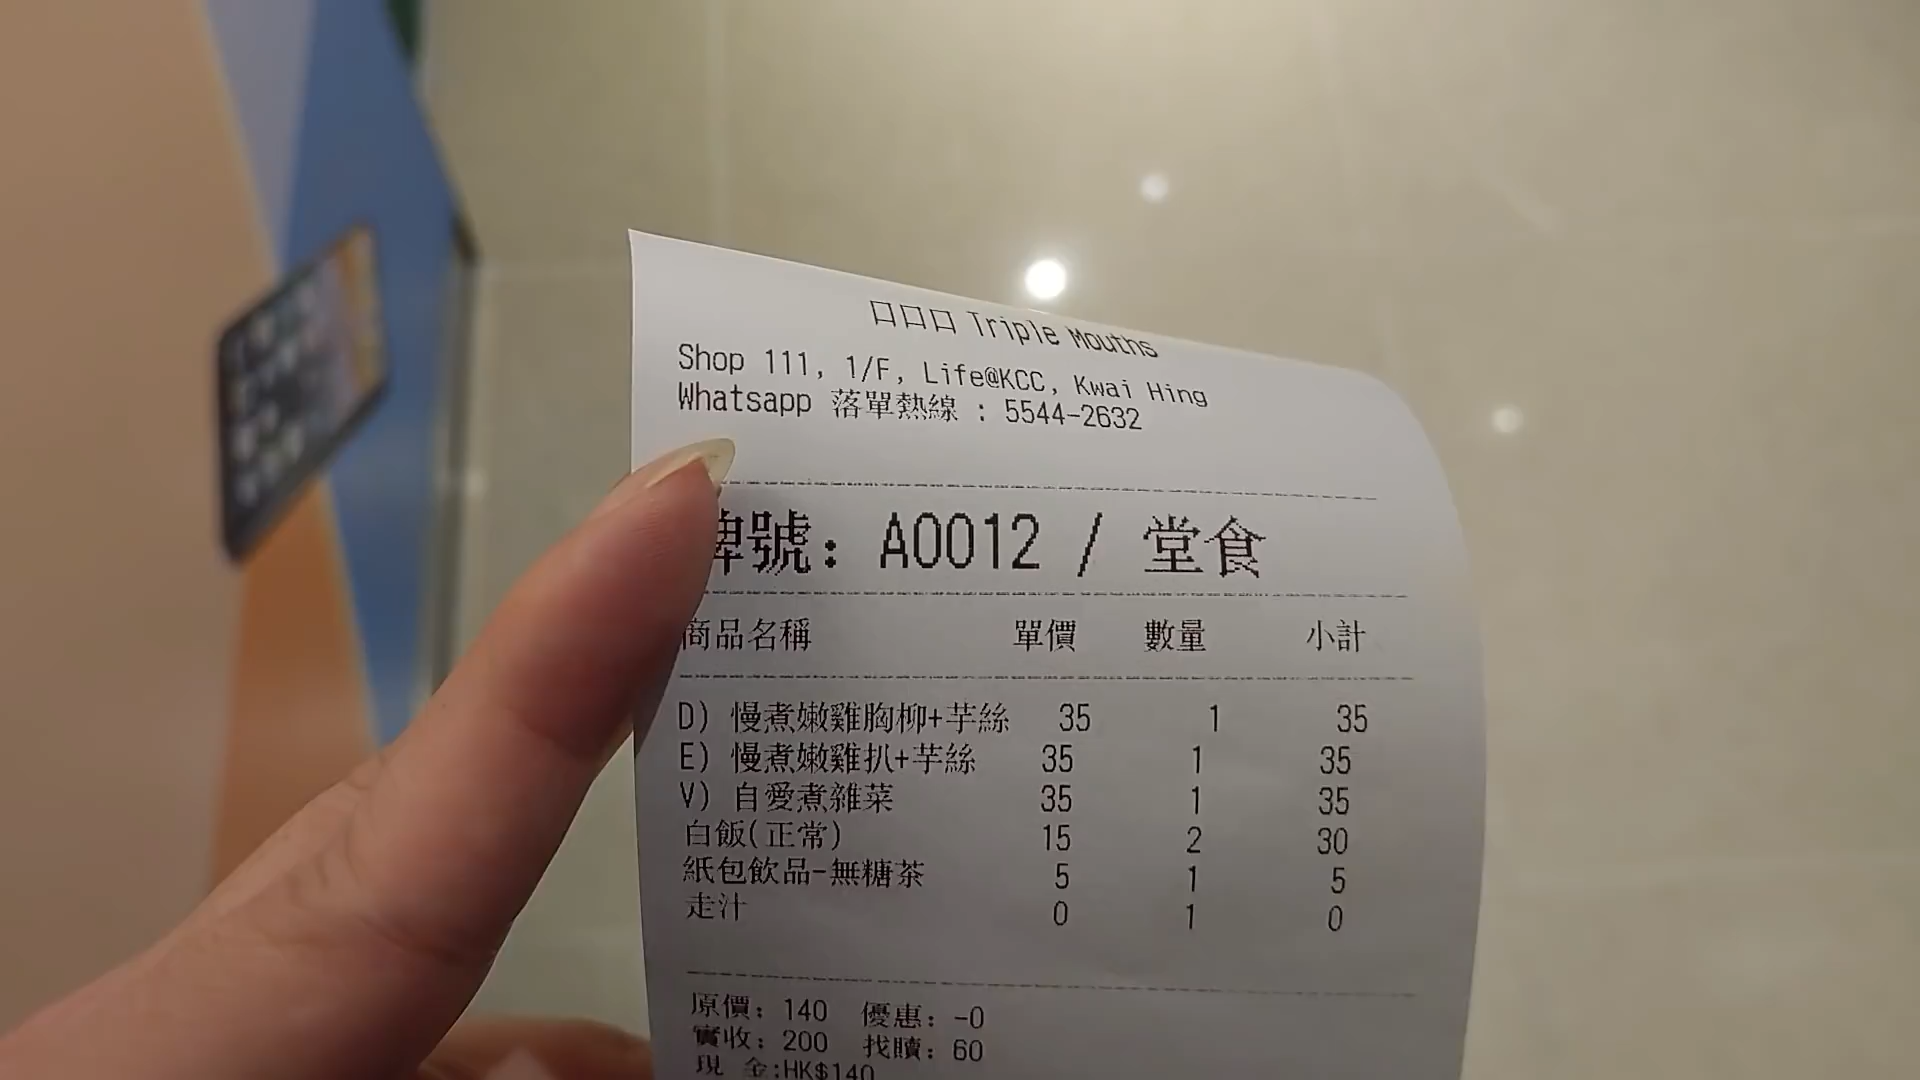 口口口 Triple Mouths
Shop 111, 1/F, Life@KCC, Kwai Hing
Whatsapp 落單熱線 : 5544-2632
牌號: A0012 / 堂食
商品名稱 單價 數量 小計
D) 慢煮嫩雞胸柳+芋絲 35 1 35
E) 慢煮嫩雞扒+芋絲 35 1 35
V) 自愛煮雜菜 35 1 35
白飯(正常) 15 2 30
紙包飲品-無糖茶 5 1 5
走汁 0 1 0
原價: 140 優惠: -0
實收: 200 找贖: 60
現 金:HK$140